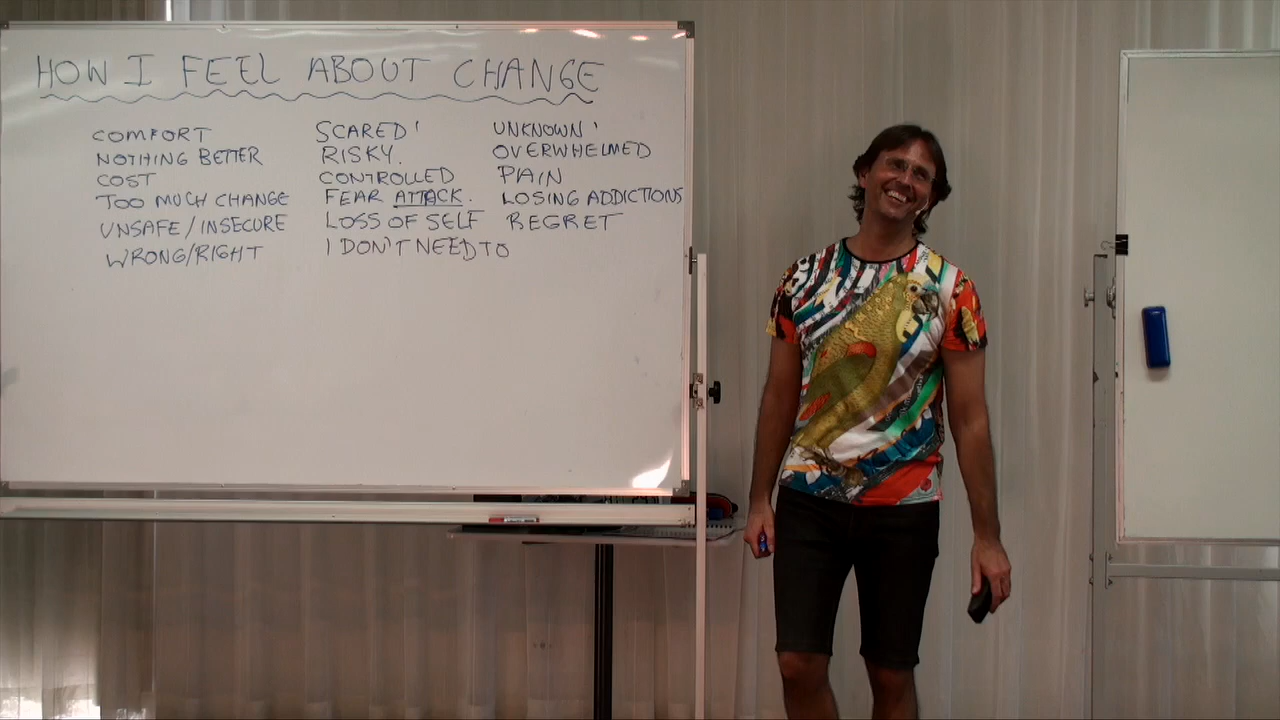 HOW I FEEL ABOUT CHANGE
COMFORT
NOTHING BETTER
COST
TOO MUCH CHANGE
UNSAFE / INSECURE
WRONG/RIGHT
SCARED'
RISKY.
CONTROLLED
FEAR ATTACK.
LOSS OF SELF
I DON'T NEED TO
UNKNOWN'
OVERWHELMED
PAIN
LOSING ADDICTIONS
REGRET